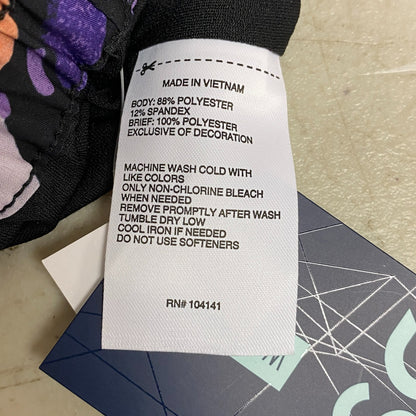 MADE IN VIETNAM
BODY: 88% POLYESTER
12% SPANDEX
BRIEF: 100% POLYESTER
EXCLUSIVE OF DECORATION
MACHINE WASH COLD WITH
LIKE COLORS
ONLY NON-CHLORINE BLEACH
WHEN NEEDED
REMOVE PROMPTLY AFTER WASH
TUMBLE DRY LOW
COOL IRON IF NEEDED
DO NOT USE SOFTENERS
RN# 104141